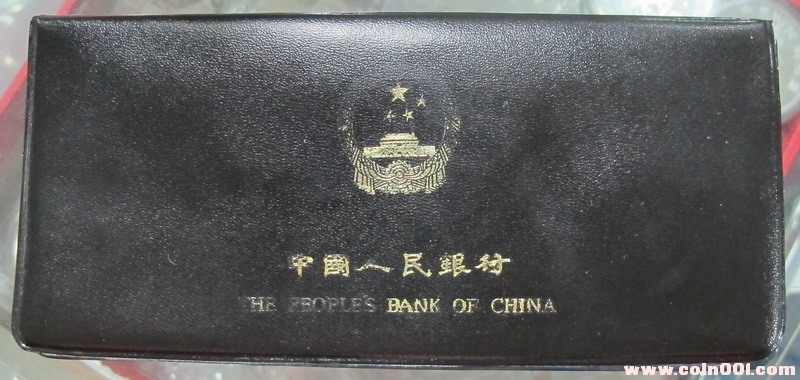 中國人民銀行
THE PEOPLE'S BANK OF CHINA
www.coin001.com